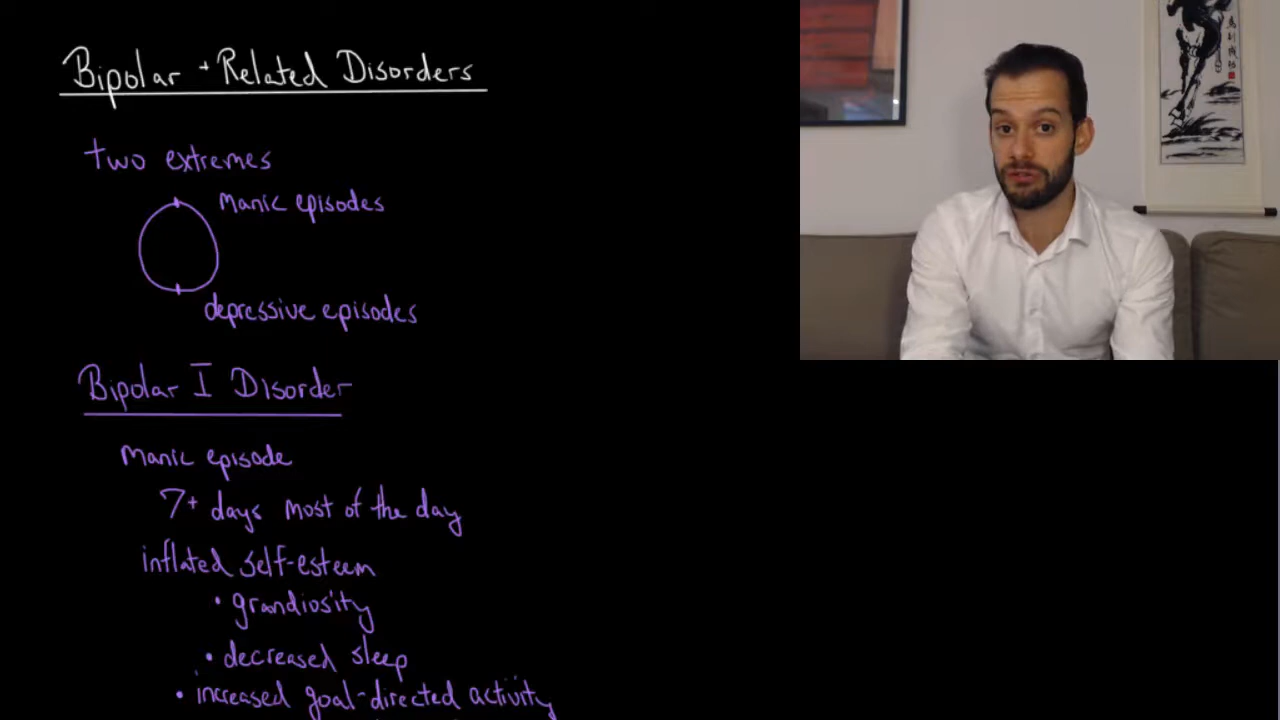 Bipolar + Related Disorders
two extremes
Manic episodes
depressive episodes
Bipolar I Disorder
Manic episode
7+ days most of the day
inflated self-esteem
• grandiosity
• decreased sleep
• increased goal-directed activity